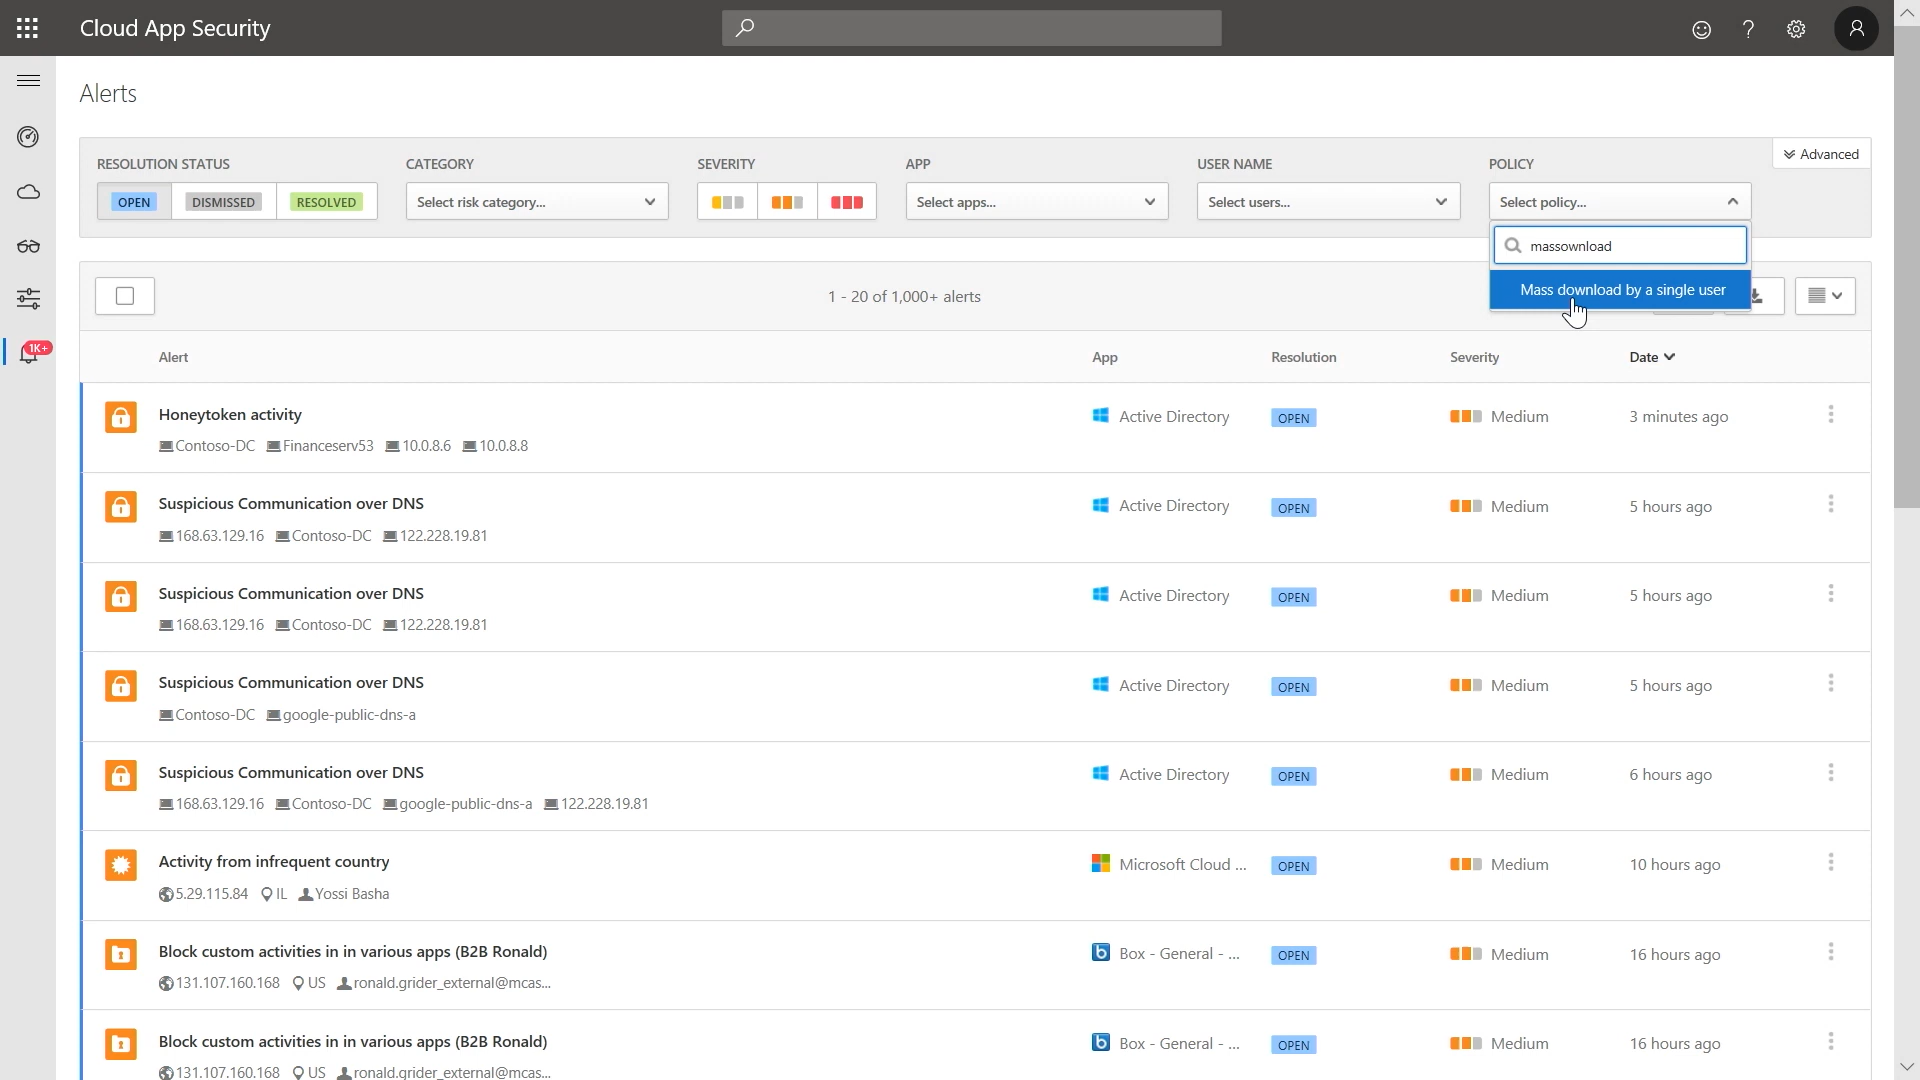 Cloud App Security
Alerts
Advanced
RESOLUTION STATUS CATEGORY SEVERITY APP USER NAME POLICY
OPEN DISMISSED RESOLVED Select risk category... Select apps... Select users... Select policy...
massownload
Mass download by a single user
1 - 20 of 1,000+ alerts
1K+
Alert App Resolution Severity Date
Honeytoken activity Active Directory OPEN Medium 3 minutes ago
Contoso-DC Financeserv53 10.0.8.6 10.0.8.8
Suspicious Communication over DNS Active Directory OPEN Medium 5 hours ago
168.63.129.16 Contoso-DC 122.228.19.81
Suspicious Communication over DNS Active Directory OPEN Medium 5 hours ago
168.63.129.16 Contoso-DC 122.228.19.81
Suspicious Communication over DNS Active Directory OPEN Medium 5 hours ago
Contoso-DC google-public-dns-a
Suspicious Communication over DNS Active Directory OPEN Medium 6 hours ago
168.63.129.16 Contoso-DC google-public-dns-a 122.228.19.81
Activity from infrequent country Microsoft Cloud ... OPEN Medium 10 hours ago
5.29.115.84 IL Yossi Basha
Block custom activities in in various apps (B2B Ronald) Box - General - ... OPEN Medium 16 hours ago
131.107.160.168 US ronald.grider_external@mcas...
Block custom activities in in various apps (B2B Ronald) Box - General - ... OPEN Medium 16 hours ago
131.107.160.168 US ronald.grider_external@mcas...